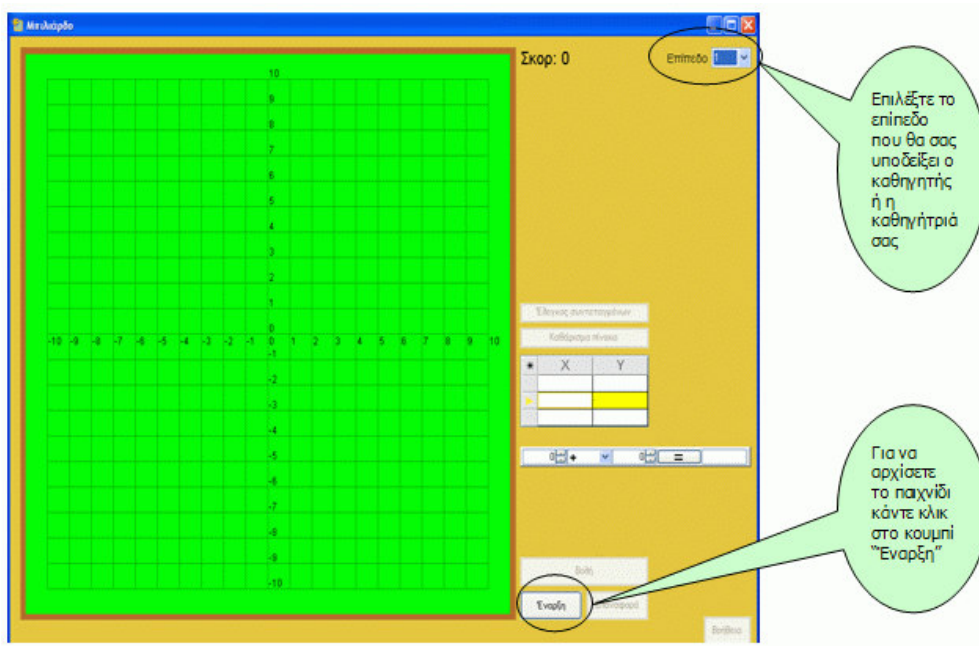 Μπιλιάρδο
Σκορ: 0
Επίπεδο 1
10
9
8
7
6
5
4
3
2
1
0
-10 -9 -8 -7 -6 -5 -4 -3 -2 -1 0 1 2 3 4 5 6 7 8 9 10
-1
-2
-3
-4
-5
-6
-7
-8
-9
-10
Έλεγχος συντεταγμένων
Καθάρισμα πίνακα
* X Y
0 + 0 =
Βολή
Έναρξη
Βοήθεια
Επιλέξτε το
επίπεδο
που θα σας
υποδείξει ο
καθηγητής
ή η
καθηγήτριά
σας
Για να
αρχίσετε
το παιχνίδι
κάντε κλικ
στο κουμπί
"Έναρξη"